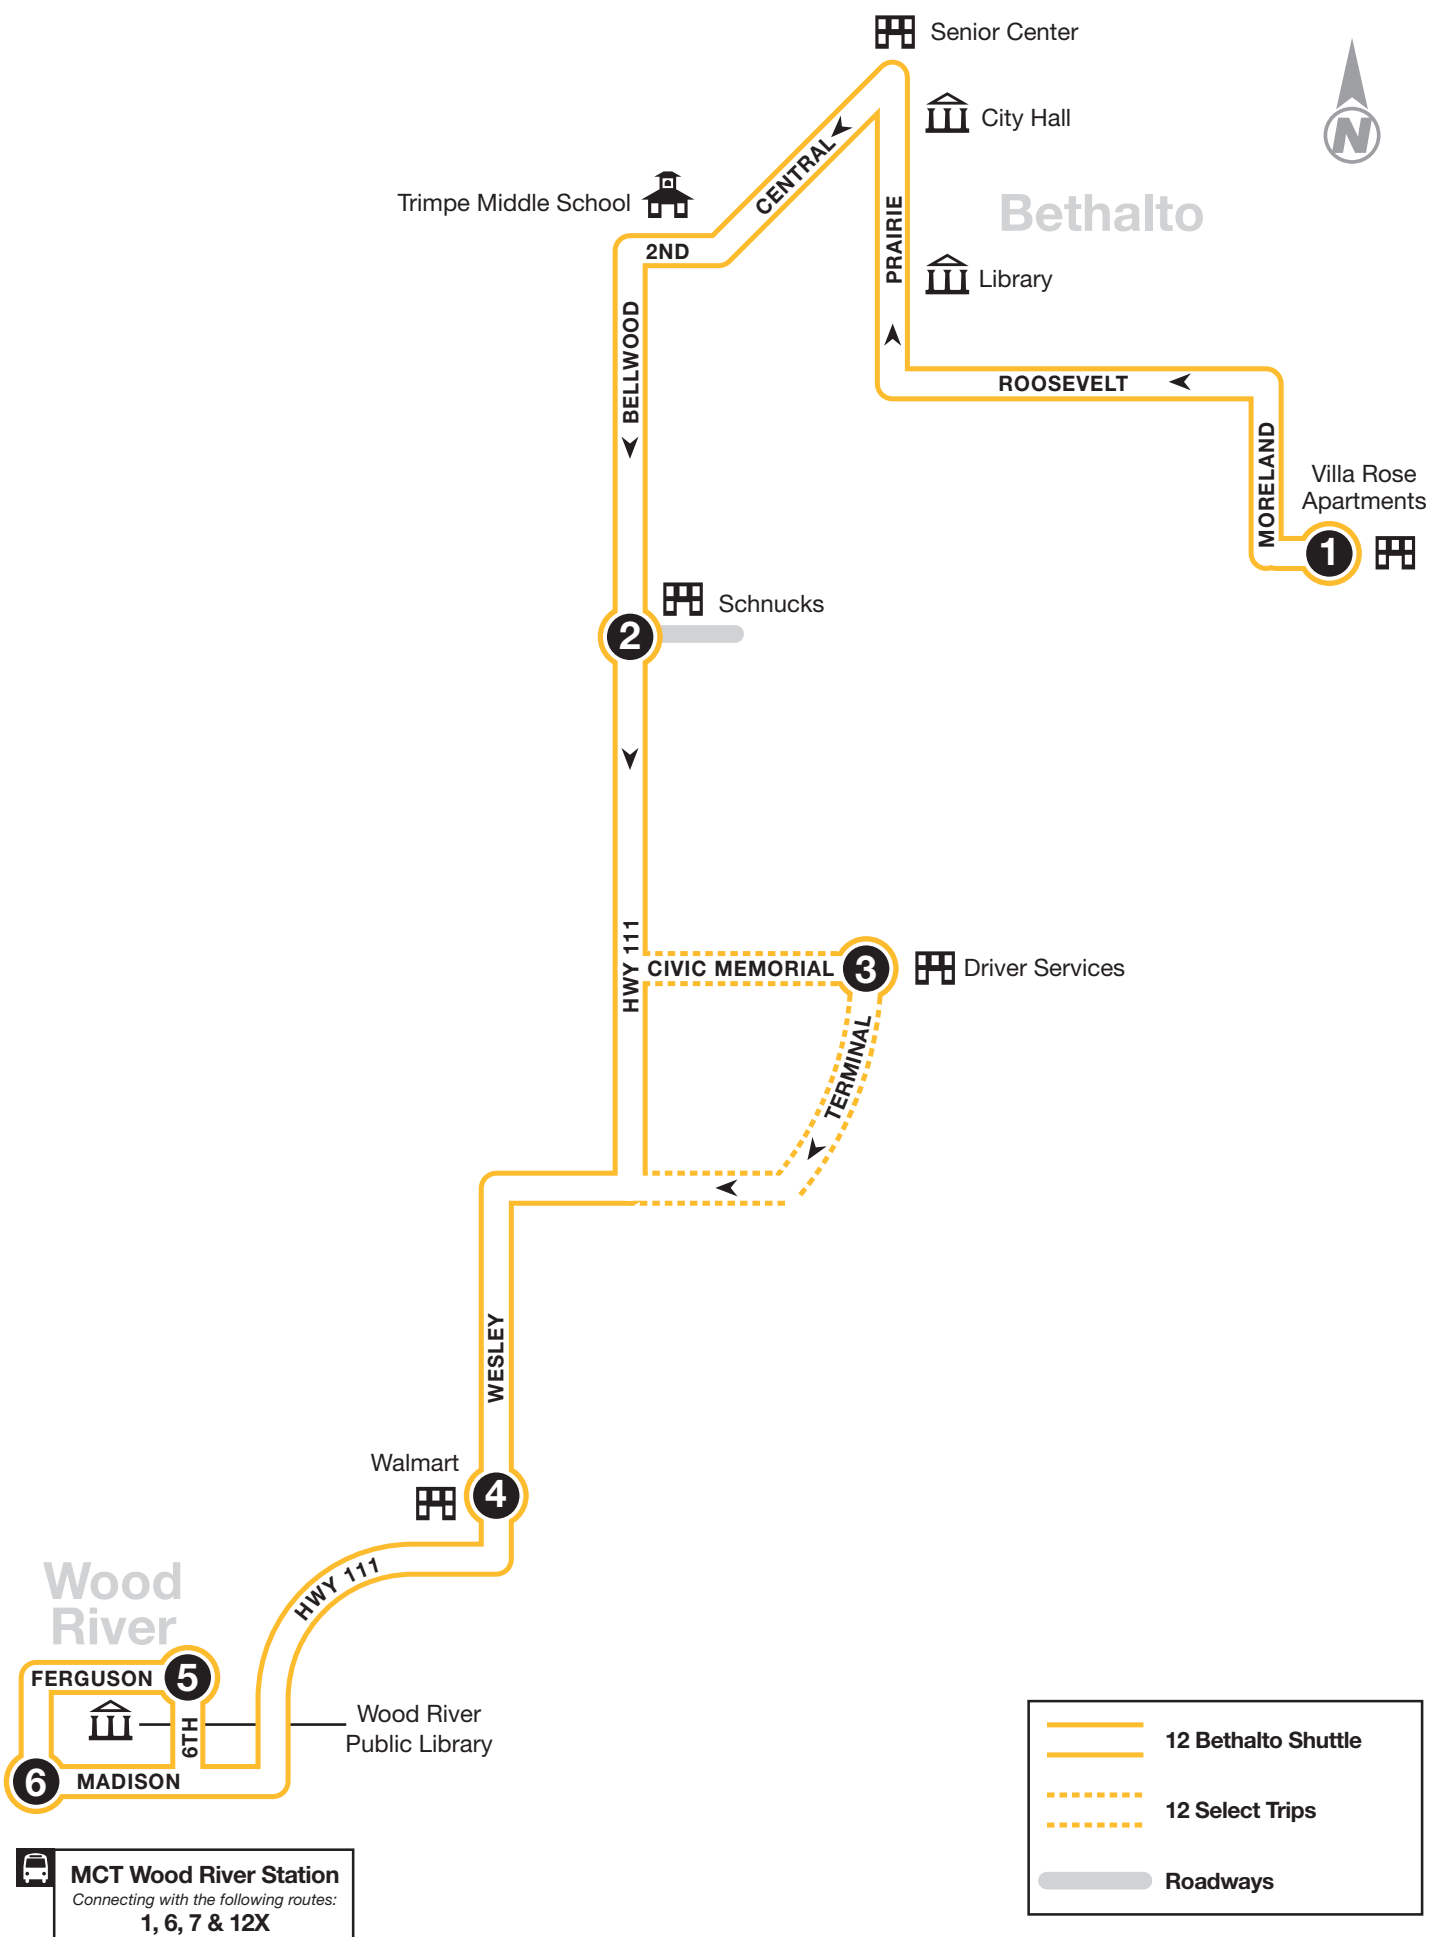 Senior Center
City Hall
N
CENTRAL
Trimpe Middle School
PRAIRIE
Bethalto
2ND
Library
BELLWOOD
ROOSEVELT
MORELAND
Villa Rose
Apartments
1
Schnucks
2
HWY 111
CIVIC MEMORIAL
3
Driver Services
TERMINAL
WESLEY
Walmart
4
HWY 111
Wood
River
FERGUSON
5
6TH
Wood River
Public Library
6
MADISON
MCT Wood River Station
Connecting with the following routes:
1, 6, 7 & 12X
12 Bethalto Shuttle
12 Select Trips
Roadways